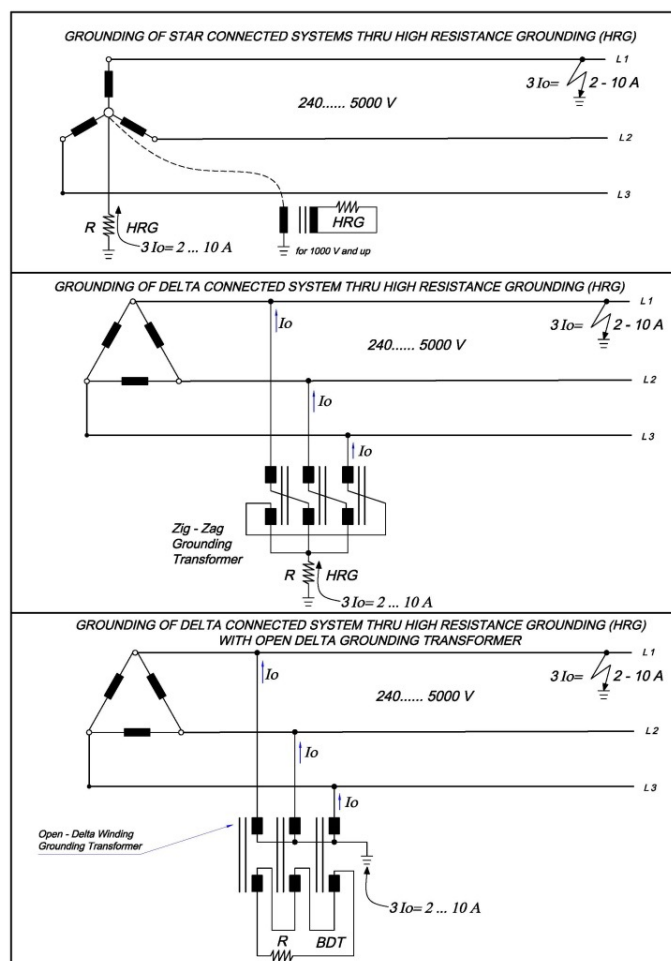 GROUNDING OF STAR CONNECTED SYSTEMS THRU HIGH RESISTANCE GROUNDING (HRG)
L1
3 Io= 2 - 10 A
240...... 5000 V
L2
L3
R HRG
3 Io= 2 ... 10 A
HRG
for 1000 V and up
GROUNDING OF DELTA CONNECTED SYSTEM THRU HIGH RESISTANCE GROUNDING (HRG)
L1
Io
3 Io= 2 - 10 A
240...... 5000 V
L2
Io
L3
Io
Zig - Zag
Grounding
Transformer
R HRG
3 Io= 2 ... 10 A
GROUNDING OF DELTA CONNECTED SYSTEM THRU HIGH RESISTANCE GROUNDING (HRG)
WITH OPEN DELTA GROUNDING TRANSFORMER
L1
Io
3 Io= 2 - 10 A
240...... 5000 V
L2
Io
L3
Io
Open - Delta Winding
Grounding Transformer
3 Io= 2 ... 10 A
R BDT